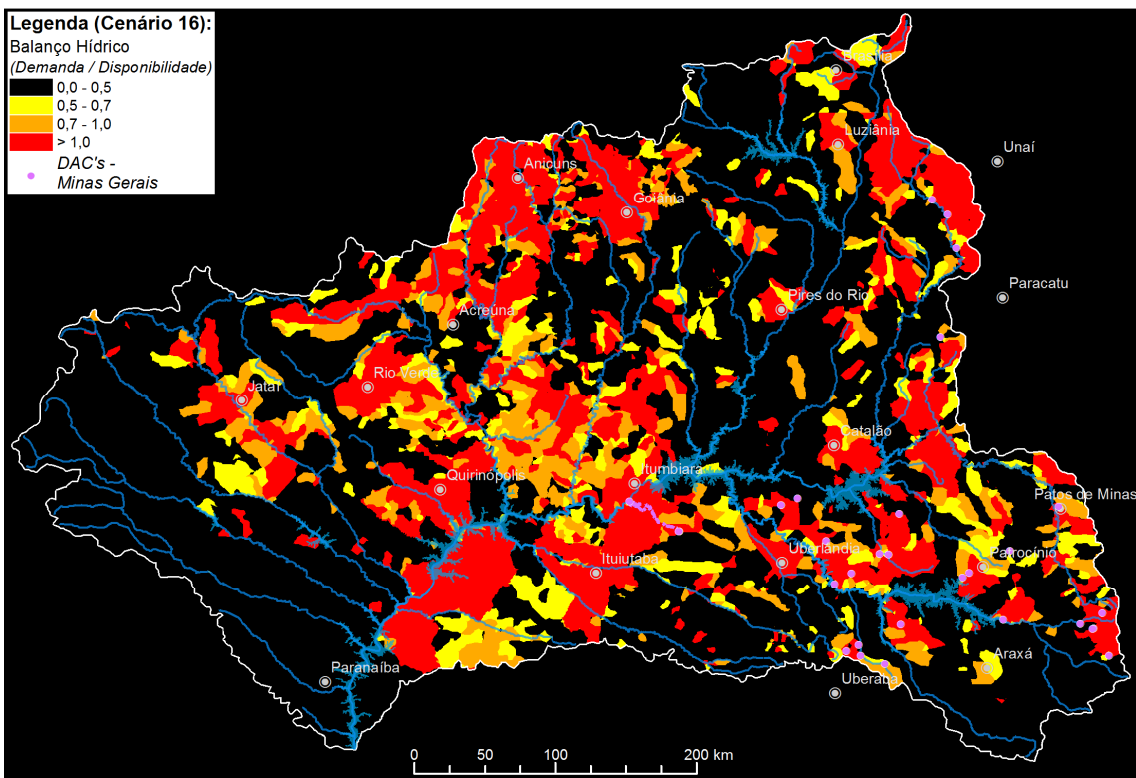 Legenda (Cenário 16):
Balanço Hídrico
(Demanda / Disponibilidade)
0,0 - 0,5
0,5 - 0,7
0,7 - 1,0
> 1,0
DAC's -
Minas Gerais
Brasília
Luziânia
Unaí
Anicuns
Goiânia
Paracatu
Pires do Rio
Acreúna
Rio Verde
Jataí
Catalão
Itumbiara
Quirinópolis
Patos de Minas
Uberlândia
Patrocínio
Ituiutaba
Araxá
Paranaíba
Uberaba
0 50 100 200 km